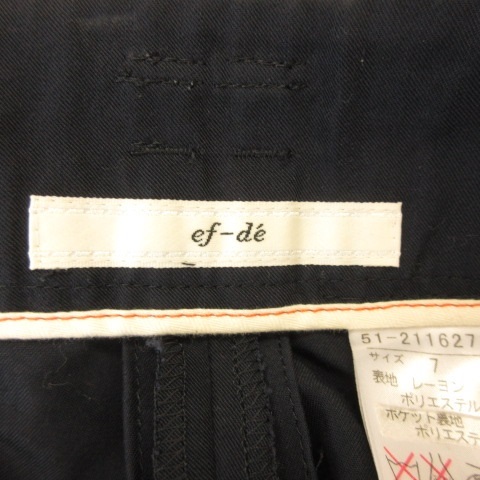 ef-dé
51-211627
サイズ 7
表地 レーヨン
ポリエステル
ポケット裏地
ポリエステ